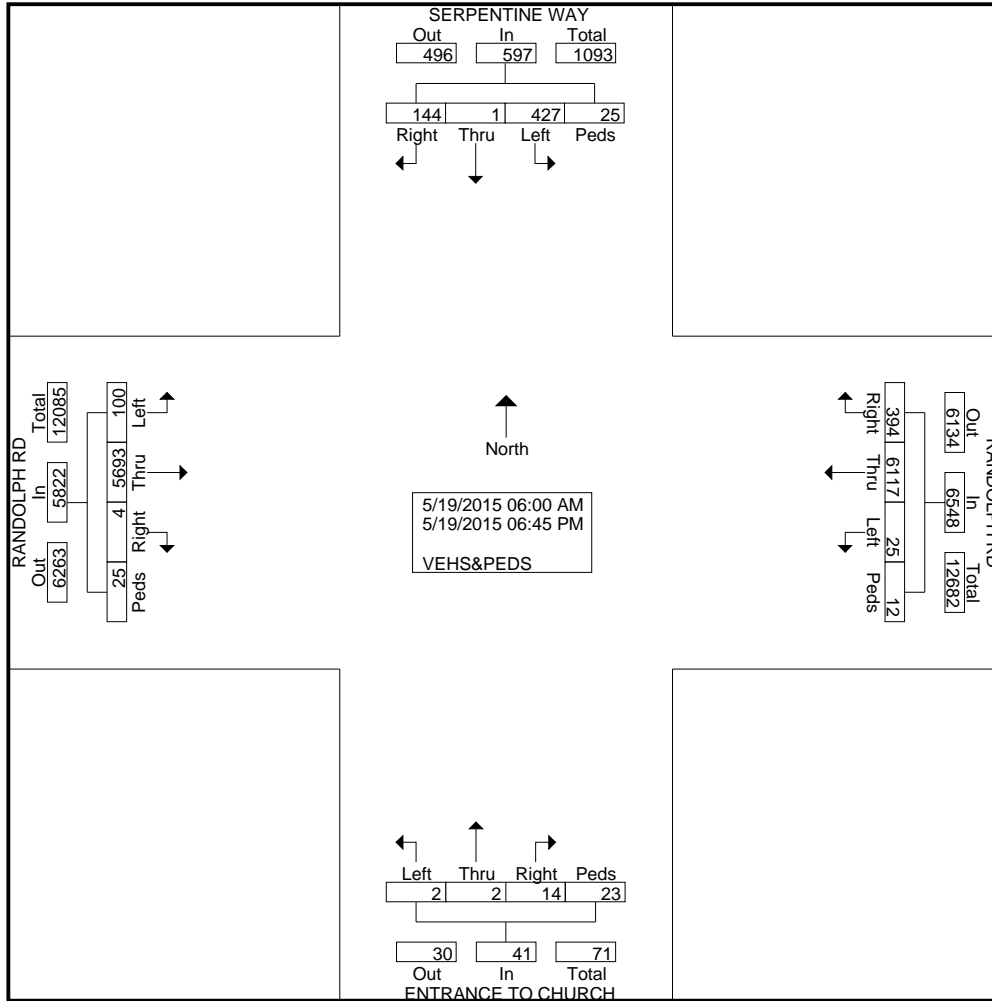 SERPENTINE WAY
Out In Total
496 597 1093
144 1 427 25
Right Thru Left Peds
RANDOLPH RD
Total In Out
12085 5822 6263
100 5693 4 25
Left Thru Right Peds
North
5/19/2015 06:00 AM
5/19/2015 06:45 PM
VEHS&PEDS
RANDOLPH RD
Out In Total
6134 6548 12682
394 6117 25 12
Right Thru Left Peds
Left Thru Right Peds
2 2 14 23
30 41 71
Out In Total
ENTRANCE TO CHURCH